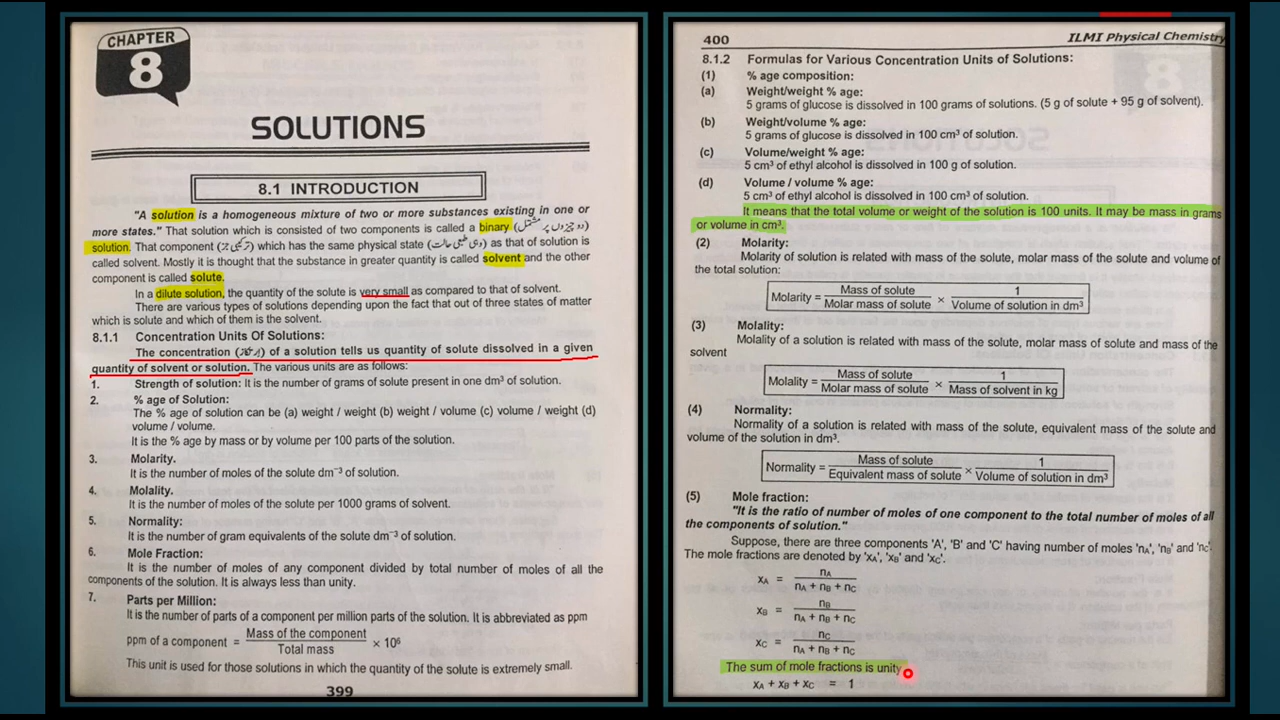 CHAPTER
8
SOLUTIONS
8.1 INTRODUCTION
"A solution is a homogeneous mixture of two or more substances existing in one or
more states." That solution which is consisted of two components is called a binary (دو چیزوں پر مشتمل)
solution. That component (ترکیبی جز) which has the same physical state (وہی طبعی حالت) as that of solution is
called solvent. Mostly it is thought that the substance in greater quantity is called solvent and the other
component is called solute.
In a dilute solution, the quantity of the solute is very small as compared to that of solvent.
There are various types of solutions depending upon the fact that out of three states of matter
which is solute and which of them is the solvent.
8.1.1 Concentration Units Of Solutions:
The concentration (ارتکاز) of a solution tells us quantity of solute dissolved in a given
quantity of solvent or solution. The various units are as follows:
1. Strength of solution: It is the number of grams of solute present in one dm³ of solution.
2. % age of Solution:
The % age of solution can be (a) weight / weight (b) weight / volume (c) volume / weight (d)
volume / volume.
It is the % age by mass or by volume per 100 parts of the solution.
3. Molarity.
It is the number of moles of the solute dm⁻³ of solution.
4. Molality.
It is the number of moles of the solute per 1000 grams of solvent.
5. Normality:
It is the number of gram equivalents of the solute dm⁻³ of solution.
6. Mole Fraction:
It is the number of moles of any component divided by total number of moles of all the
components of the solution. It is always less than unity.
7. Parts per Million:
It is the number of parts of a component per million parts of the solution. It is abbreviated as ppm
ppm of a component = Mass of the component / Total mass × 10⁶
This unit is used for those solutions in which the quantity of the solute is extremely small.
399
400 ILMI Physical Chemistry
8.1.2 Formulas for Various Concentration Units of Solutions:
(1) % age composition:
(a) Weight/weight % age:
5 grams of glucose is dissolved in 100 grams of solutions. (5 g of solute + 95 g of solvent).
(b) Weight/volume % age:
5 grams of glucose is dissolved in 100 cm³ of solution.
(c) Volume/weight % age:
5 cm³ of ethyl alcohol is dissolved in 100 g of solution.
(d) Volume / volume % age:
5 cm³ of ethyl alcohol is dissolved in 100 cm³ of solution.
It means that the total volume or weight of the solution is 100 units. It may be mass in grams
or volume in cm³.
(2) Molarity:
Molarity of solution is related with mass of the solute, molar mass of the solute and volume of
the total solution:
Molarity = Mass of solute / Molar mass of solute × 1 / Volume of solution in dm³
(3) Molality:
Molality of a solution is related with mass of the solute, molar mass of solute and mass of the
solvent
Molality = Mass of solute / Molar mass of solute × 1 / Mass of solvent in kg
(4) Normality:
Normality of a solution is related with mass of the solute, equivalent mass of the solute and
volume of the solution in dm³.
Normality = Mass of solute / Equivalent mass of solute × 1 / Volume of solution in dm³
(5) Mole fraction:
"It is the ratio of number of moles of one component to the total number of moles of all
the components of solution."
Suppose, there are three components 'A', 'B' and 'C' having number of moles 'nA', 'nB' and 'nC'.
The mole fractions are denoted by 'xA', 'xB' and 'xC'.
xA = nA / nA + nB + nC
xB = nB / nA + nB + nC
xC = nC / nA + nB + nC
The sum of mole fractions is unity
xA + xB + xC = 1